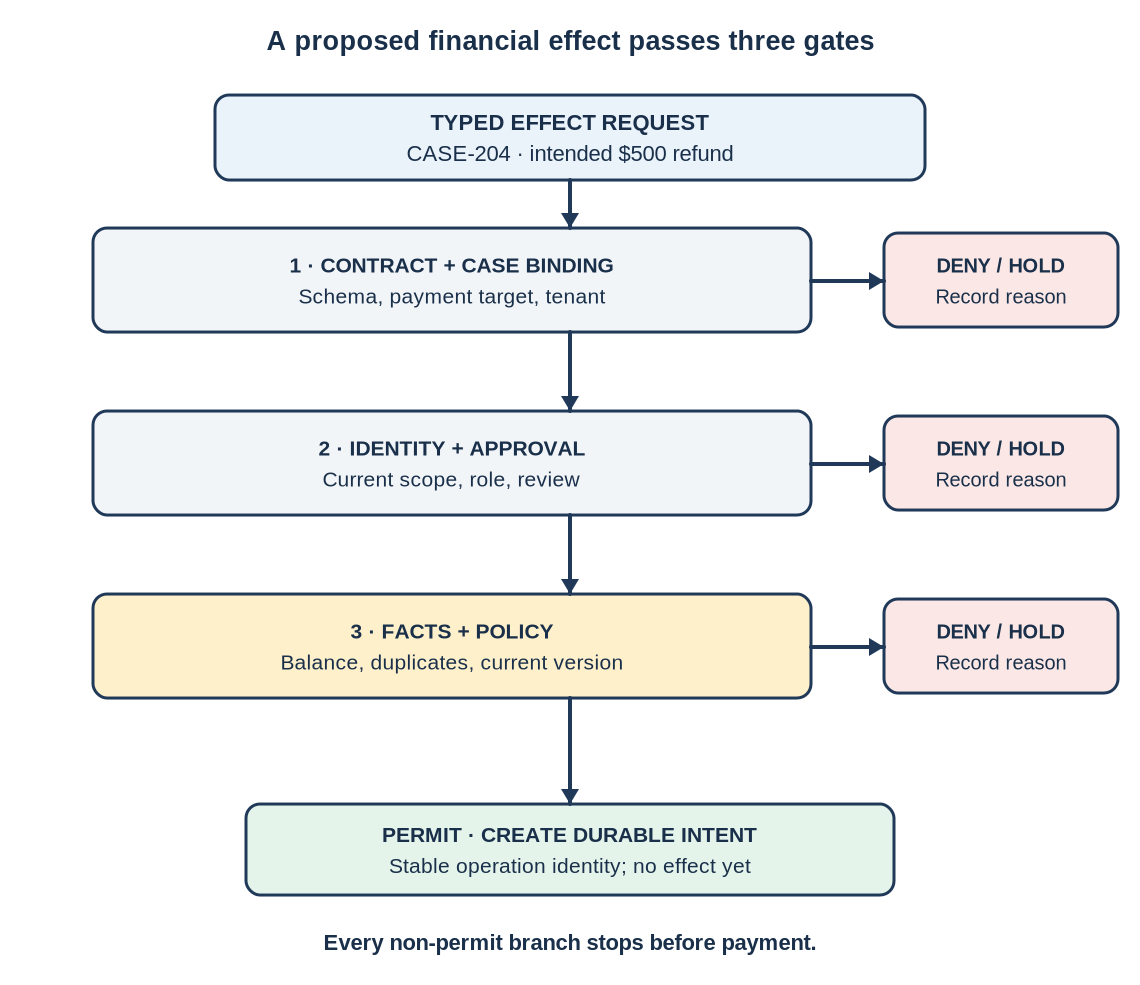 A proposed financial effect passes three gates
TYPED EFFECT REQUEST
CASE-204 · intended $500 refund
1 · CONTRACT + CASE BINDING
Schema, payment target, tenant
DENY / HOLD
Record reason
2 · IDENTITY + APPROVAL
Current scope, role, review
DENY / HOLD
Record reason
3 · FACTS + POLICY
Balance, duplicates, current version
DENY / HOLD
Record reason
PERMIT · CREATE DURABLE INTENT
Stable operation identity; no effect yet
Every non-permit branch stops before payment.